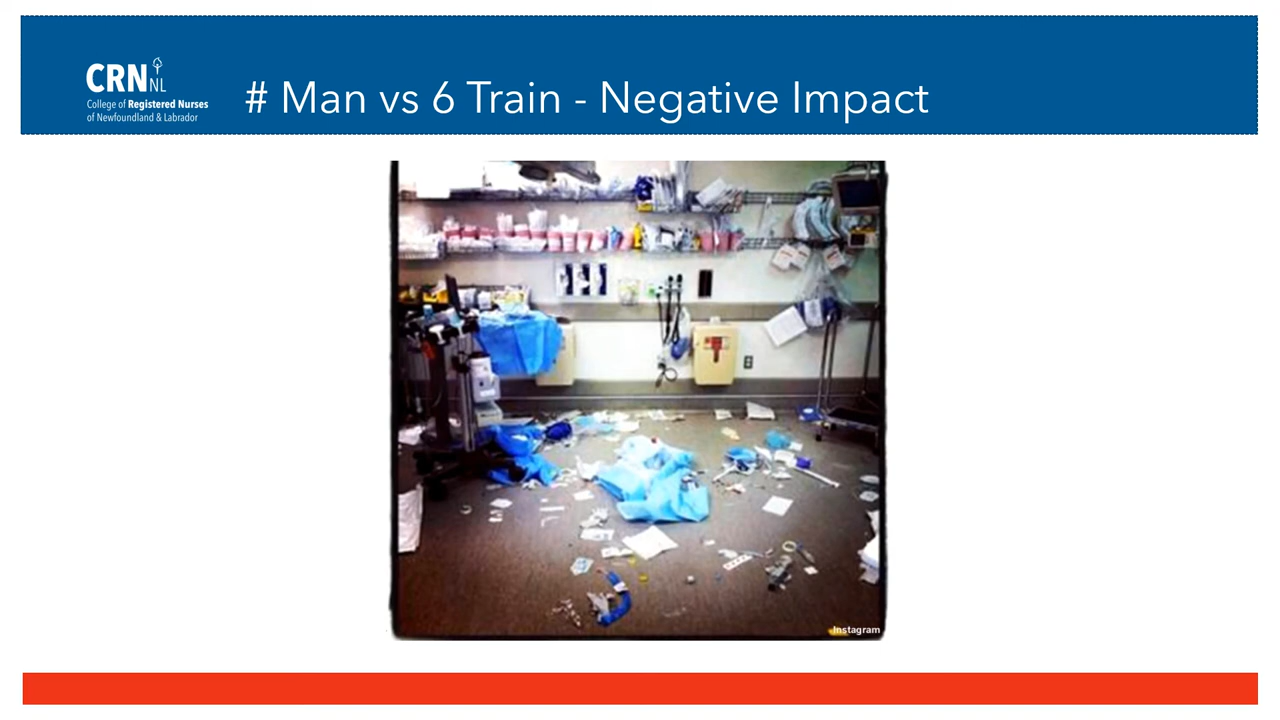 CRN NL
College of Registered Nurses
of Newfoundland & Labrador
# Man vs 6 Train - Negative Impact
Instagram